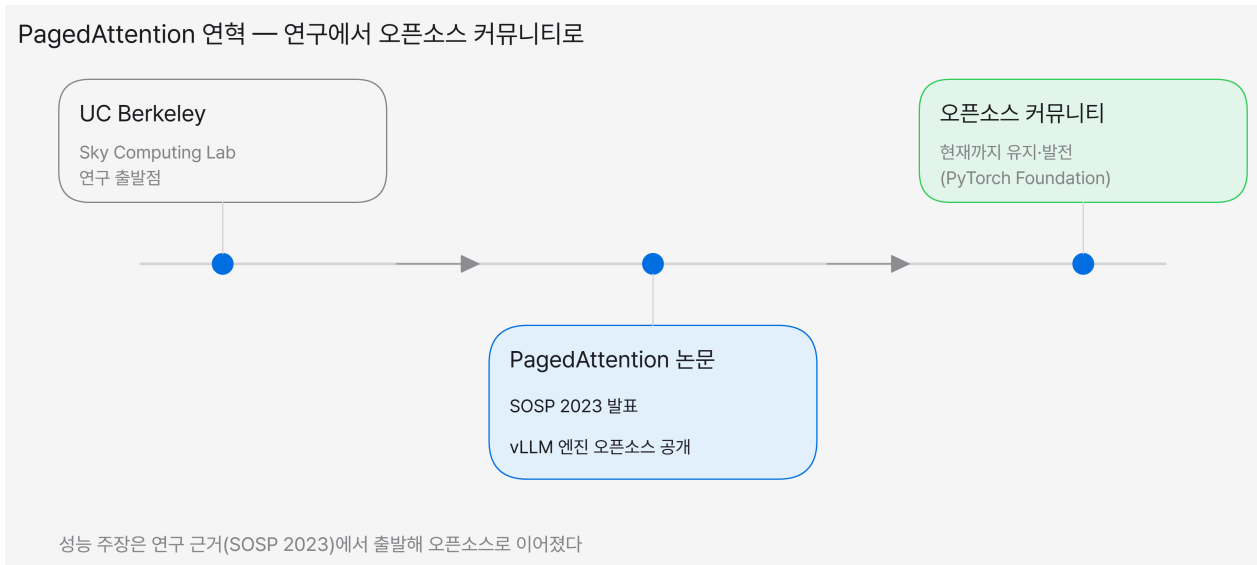 PagedAttention 연혁 — 연구에서 오픈소스 커뮤니티로
UC Berkeley
Sky Computing Lab
연구 출발점
오픈소스 커뮤니티
현재까지 유지·발전
(PyTorch Foundation)
PagedAttention 논문
SOSP 2023 발표
vLLM 엔진 오픈소스 공개
성능 주장은 연구 근거(SOSP 2023)에서 출발해 오픈소스로 이어졌다